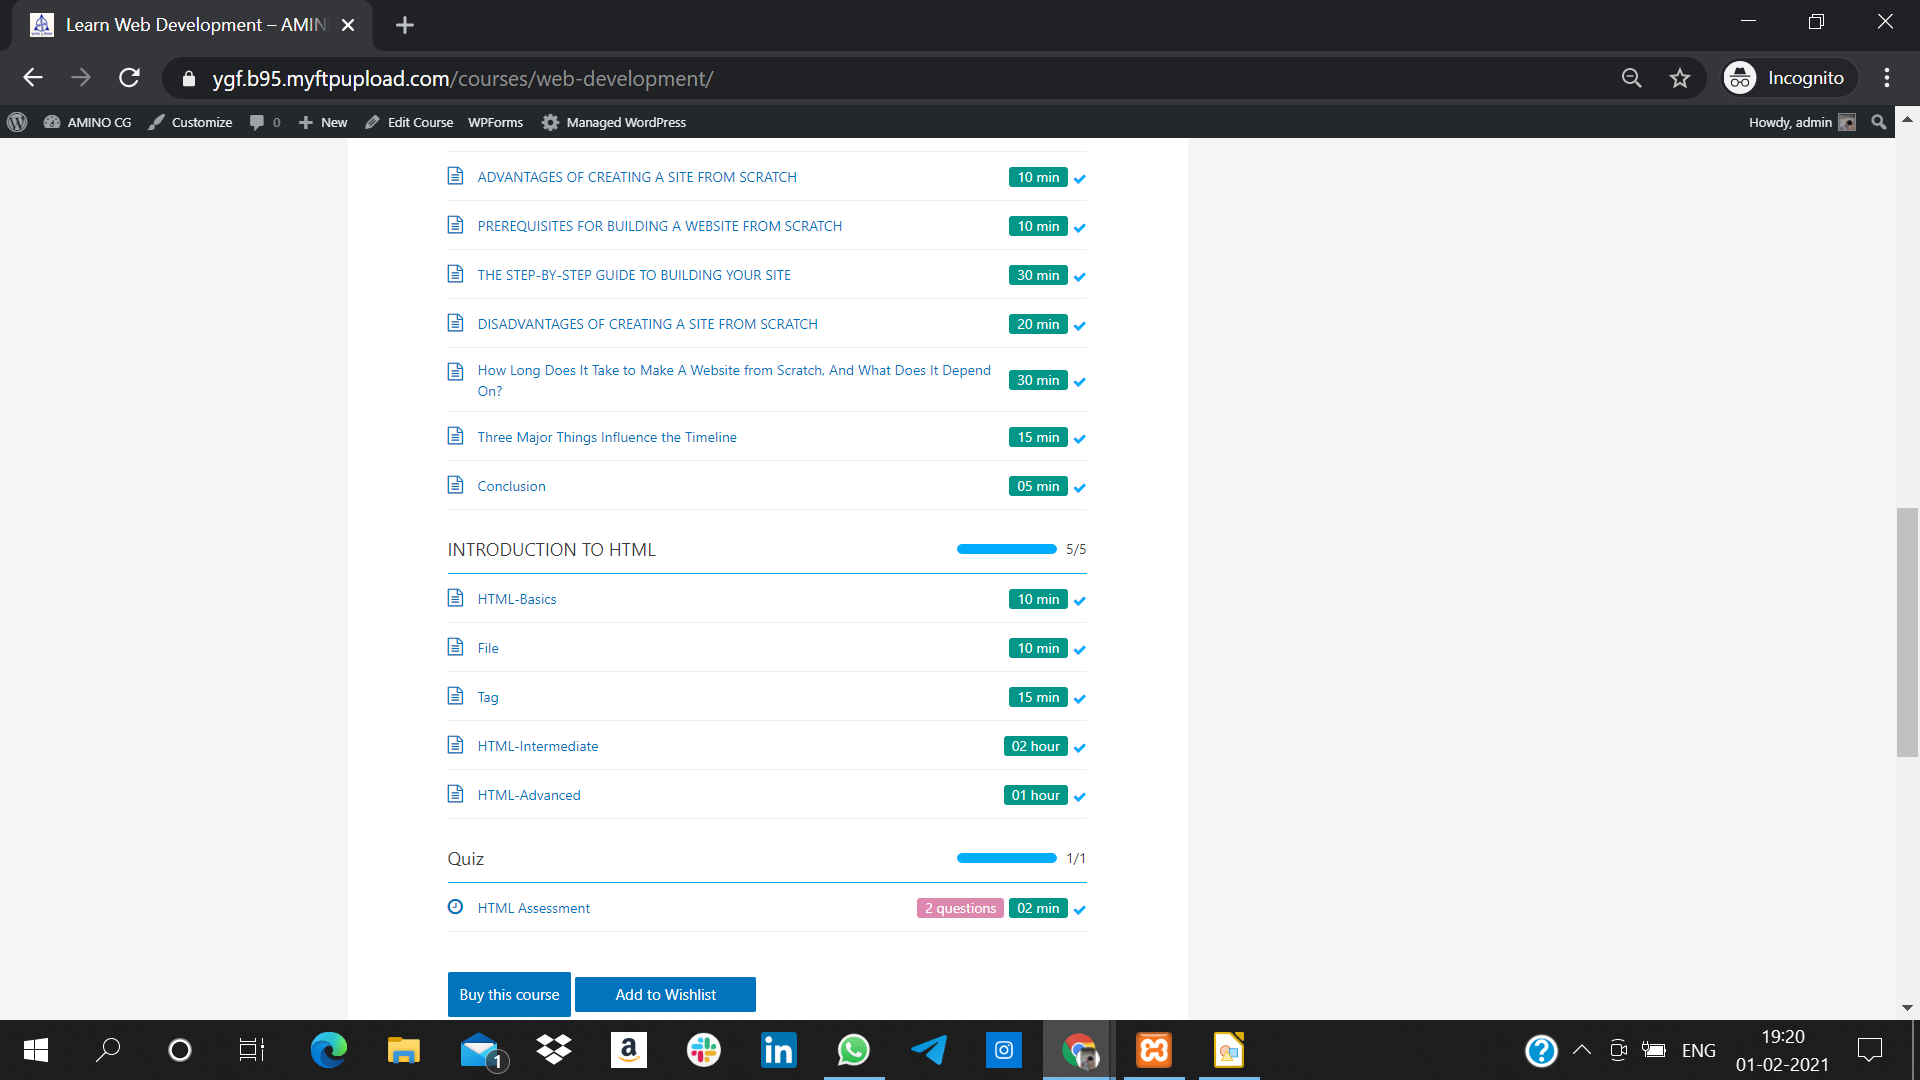 Learn Web Development – AMIN
ygf.b95.myftpupload.com/courses/web-development/
Incognito
AMINO CG
Customize
0
New
Edit Course
WPForms
Managed WordPress
Howdy, admin
ADVANTAGES OF CREATING A SITE FROM SCRATCH 10 min
PREREQUISITES FOR BUILDING A WEBSITE FROM SCRATCH 10 min
THE STEP-BY-STEP GUIDE TO BUILDING YOUR SITE 30 min
DISADVANTAGES OF CREATING A SITE FROM SCRATCH 20 min
How Long Does It Take to Make A Website from Scratch, And What Does It Depend
On?
30 min
Three Major Things Influence the Timeline 15 min
Conclusion 05 min
INTRODUCTION TO HTML 5/5
HTML-Basics 10 min
File 10 min
Tag 15 min
HTML-Intermediate 02 hour
HTML-Advanced 01 hour
Quiz 1/1
HTML Assessment 2 questions 02 min
Buy this course
Add to Wishlist
1
ENG
19:20
01-02-2021